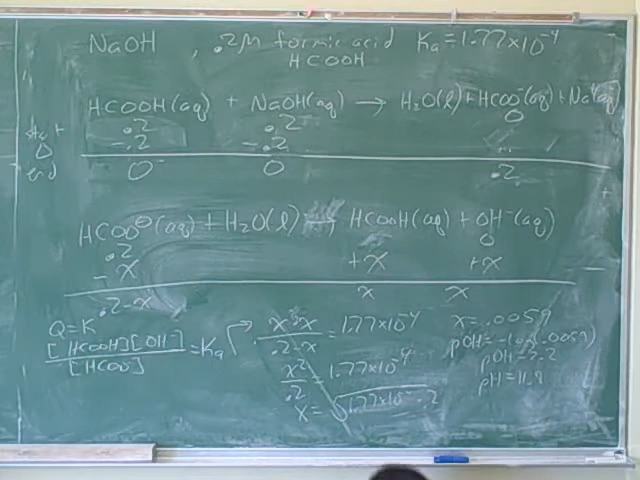 NaOH , .2M formic acid Ka=1.77×10⁻⁴
HCOOH
HCOOH(aq) + NaOH(aq) → H₂O(l)+HCOO⁻(aq)+Na⁺(aq)
.2 .2 0
-.2 -.2
end 0 0 .2
HCOO⁻(aq)+H₂O(l) HCOOH(aq) + OH⁻(aq)
.2 0
-x +x +x
.2-x x x
Q=K
[HCOOH][OH⁻]
[HCOO⁻]
=Ka
x·x
.2-x
=1.77×10⁻⁴
x²
.2
=1.77×10⁻⁴
x=√1.77×10⁻⁴·.2
x=.0059
pOH=-log(.0059)
pOH=2.2
pH=11.8